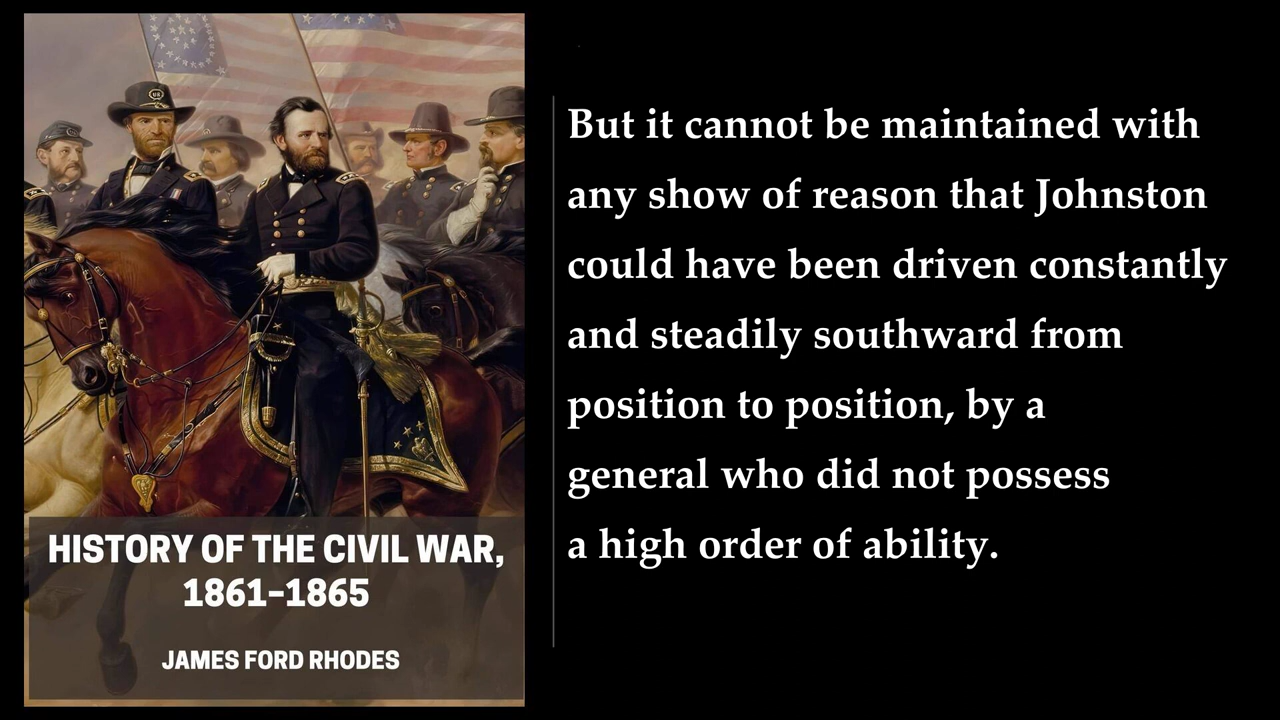 HISTORY OF THE CIVIL WAR,
1861–1865
JAMES FORD RHODES
But it cannot be maintained with
any show of reason that Johnston
could have been driven constantly
and steadily southward from
position to position, by a
general who did not possess
a high order of ability.